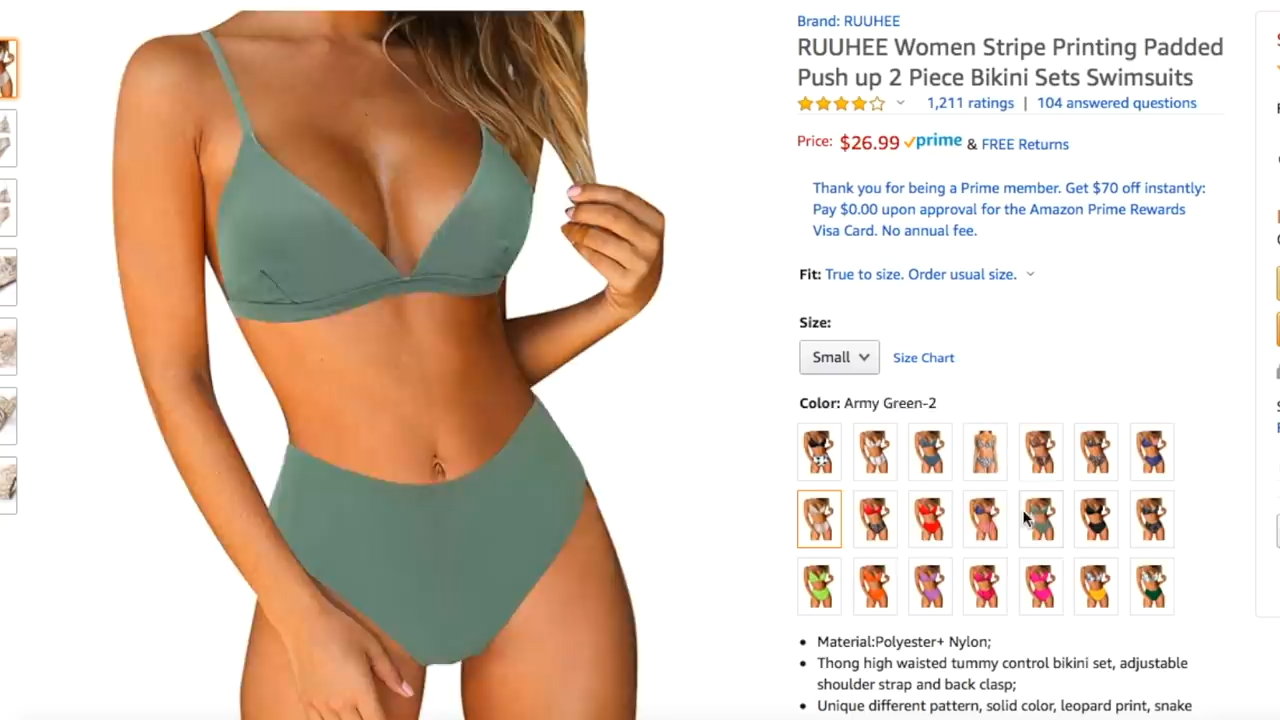 Brand: RUUHEE
RUUHEE Women Stripe Printing Padded
Push up 2 Piece Bikini Sets Swimsuits
1,211 ratings | 104 answered questions
Price: $26.99 prime & FREE Returns
Thank you for being a Prime member. Get $70 off instantly:
Pay $0.00 upon approval for the Amazon Prime Rewards
Visa Card. No annual fee.
Fit: True to size. Order usual size.
Size:
Small Size Chart
Color: Army Green-2
• Material:Polyester+ Nylon;
• Thong high waisted tummy control bikini set, adjustable
shoulder strap and back clasp;
• Unique different pattern, solid color, leopard print, snake